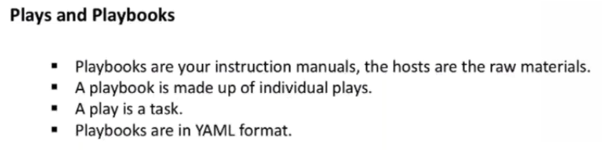 Plays and Playbooks
▪ Playbooks are your instruction manuals, the hosts are the raw materials.
▪ A playbook is made up of individual plays.
▪ A play is a task.
▪ Playbooks are in YAML format.